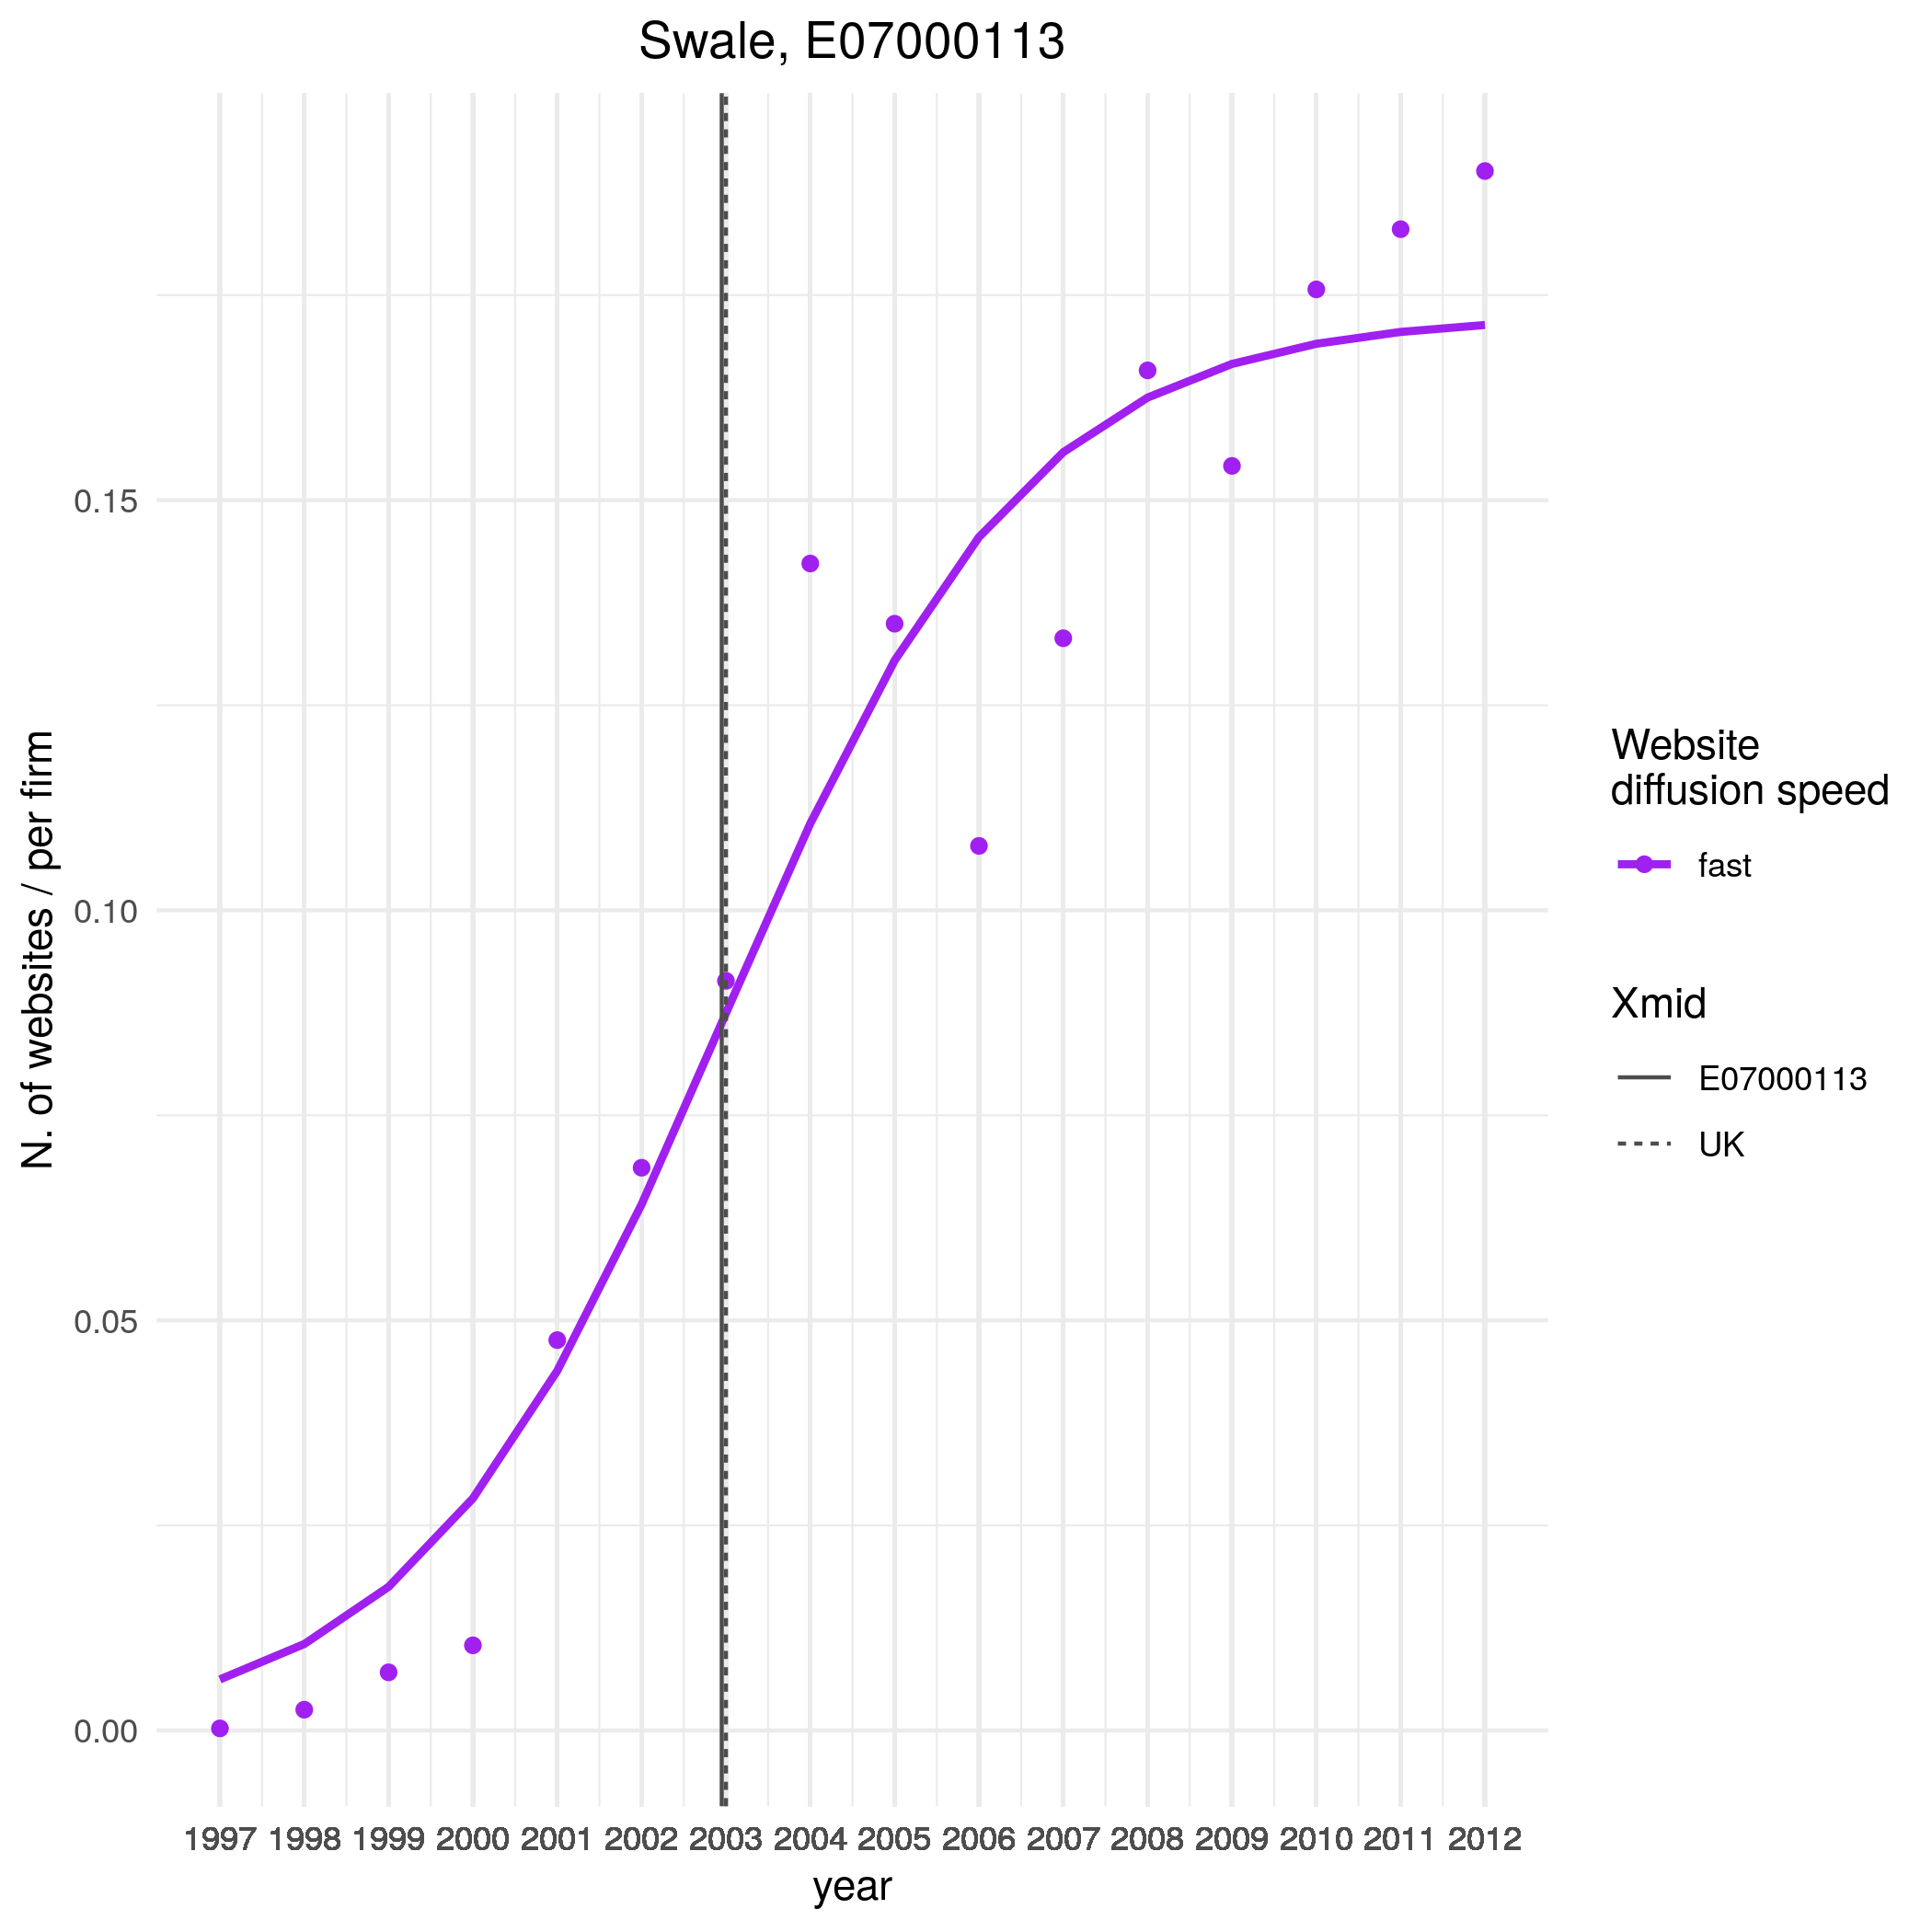 Swale, E07000113
N. of websites / per firm
0.15
0.10
0.05
0.00
1997 1998 1999 2000 2001 2002 2003 2004 2005 2006 2007 2008 2009 2010 2011 2012
year
Website
diffusion speed
fast
Xmid
E07000113
UK